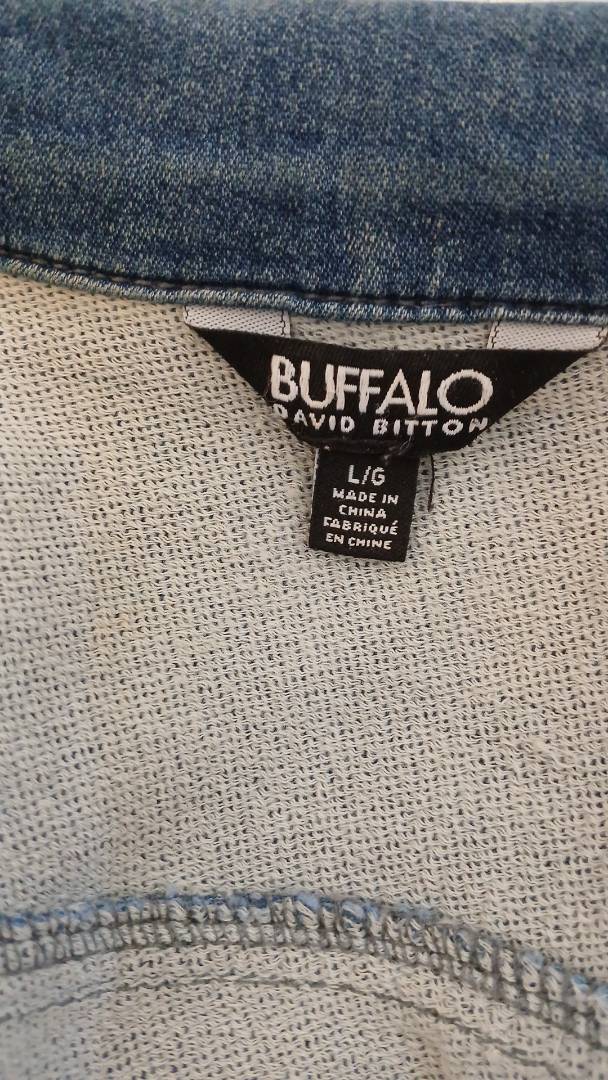 BUFFALO
DAVID BITTON
L/G
MADE IN
CHINA
FABRIQUÉ
EN CHINE